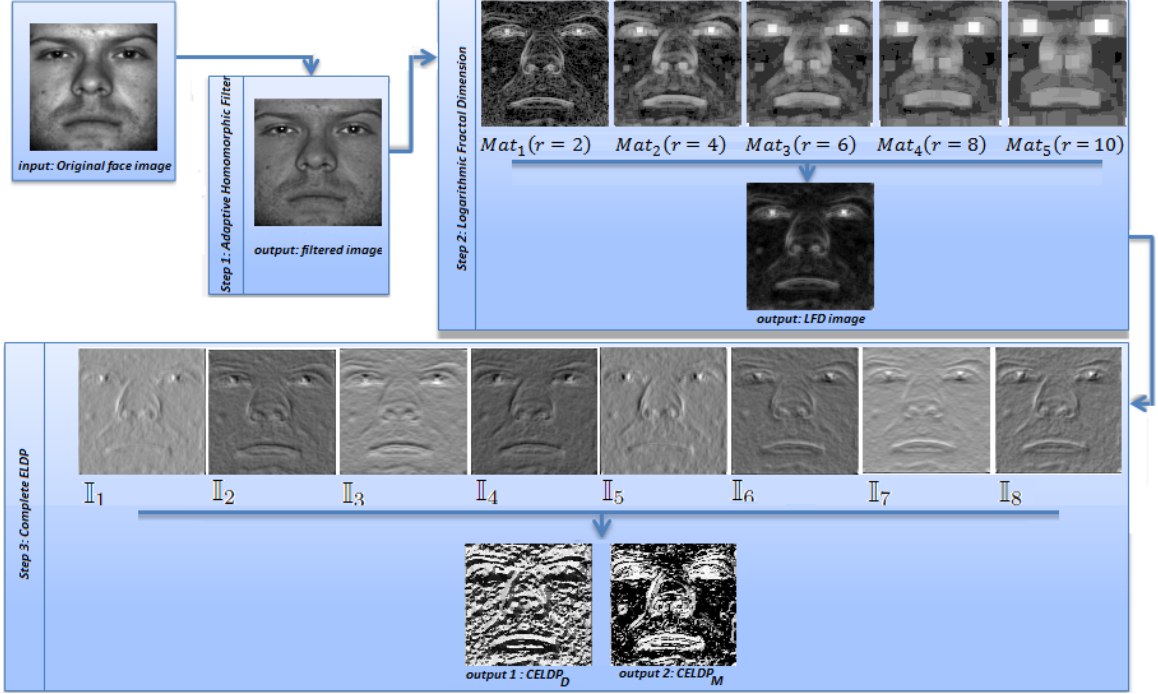 input: Original face image
Step 1: Adaptive Homomorphic Filter
output: filtered image
Step 2: Logarithmic Fractal Dimension
Mat₁(r = 2) Mat₂(r = 4) Mat₃(r = 6) Mat₄(r = 8) Mat₅(r = 10)
output: LFD image
Step 3: Complete ELDP
𝕀₁ 𝕀₂ 𝕀₃ 𝕀₄ 𝕀₅ 𝕀₆ 𝕀₇ 𝕀₈
output 1 : CELDP_D output 2: CELDP_M